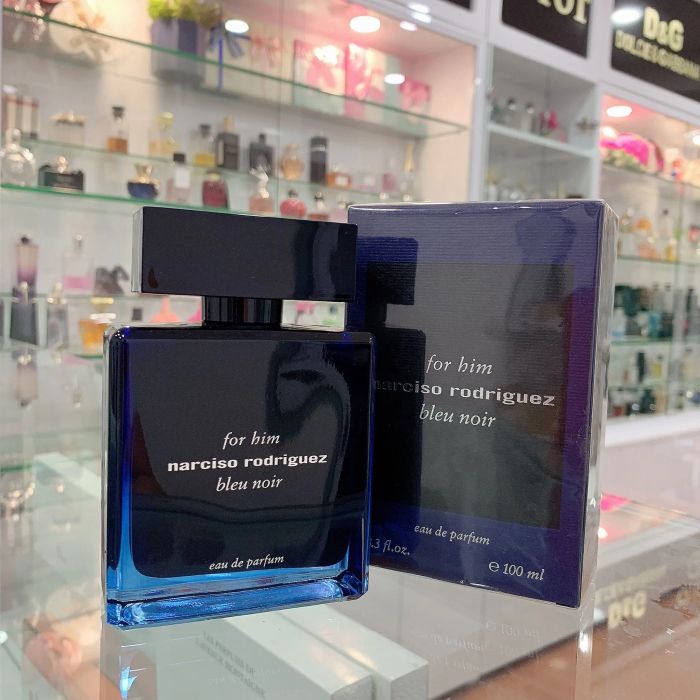 D&G
DOLCE&GABBANA
for him
narciso rodriguez
bleu noir
eau de parfum
for him
narciso rodriguez
bleu noir
eau de parfum
3.3 fl.oz.
e 100 ml
D&G